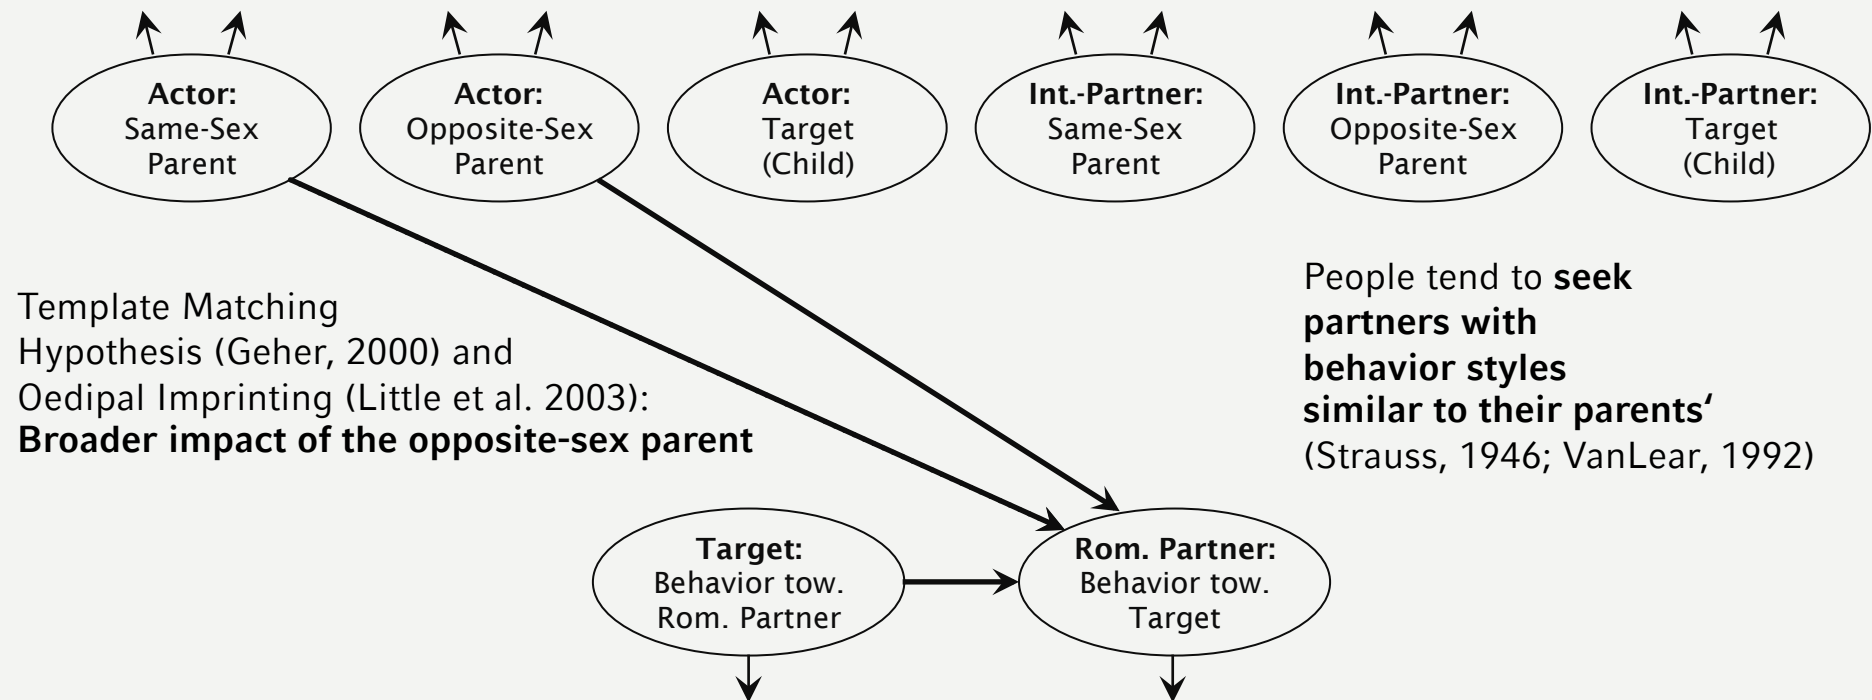 Actor:
Same-Sex
Parent
Actor:
Opposite-Sex
Parent
Actor:
Target
(Child)
Int.-Partner:
Same-Sex
Parent
Int.-Partner:
Opposite-Sex
Parent
Int.-Partner:
Target
(Child)
Template Matching
Hypothesis (Geher, 2000) and
Oedipal Imprinting (Little et al. 2003):
Broader impact of the opposite-sex parent
People tend to seek
partners with
behavior styles
similar to their parents‘
(Strauss, 1946; VanLear, 1992)
Target:
Behavior tow.
Rom. Partner
Rom. Partner:
Behavior tow.
Target